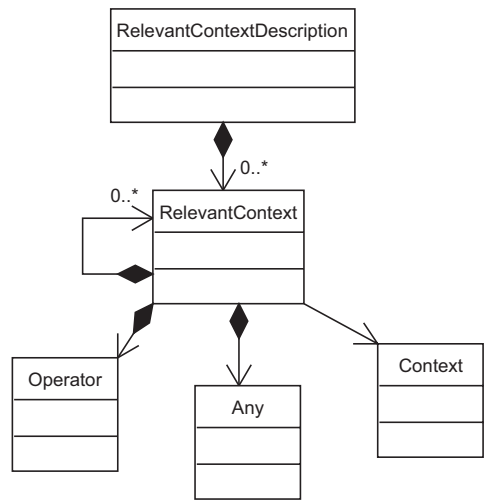 RelevantContextDescription
0..*
0..*
RelevantContext
Operator
Any
Context